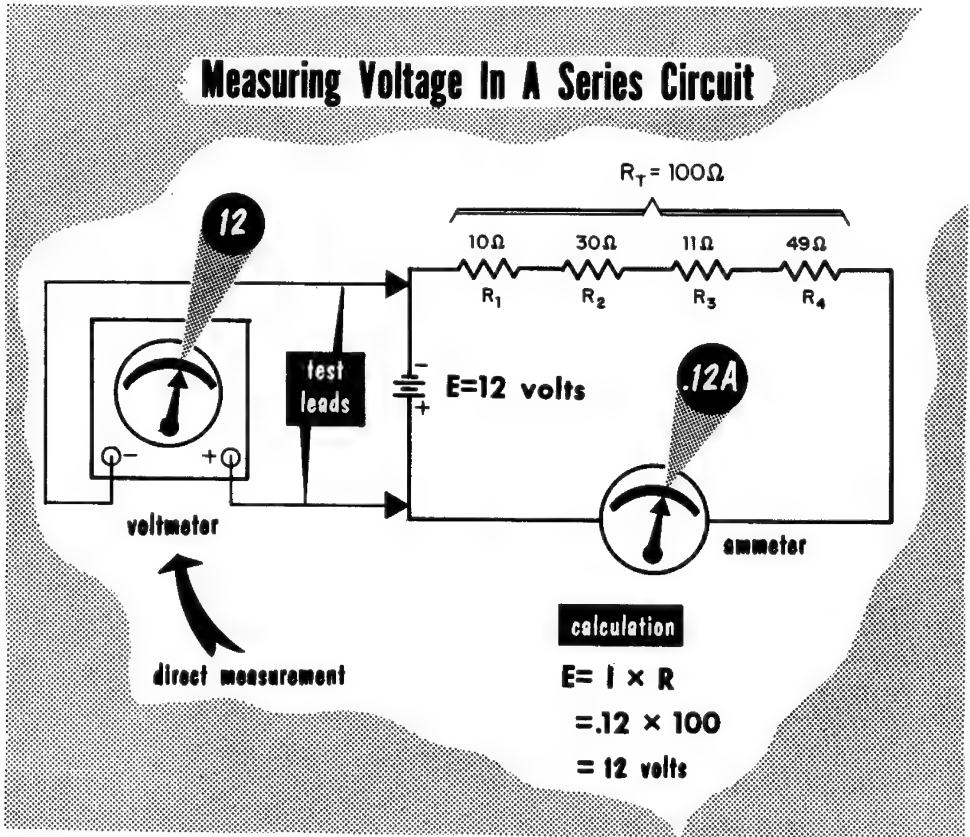 Measuring Voltage In A Series Circuit
R_T = 100Ω
12
10Ω 30Ω 11Ω 49Ω
R₁ R₂ R₃ R₄
test
leads
-
E=12 volts
+
.12A
- +
voltmeter
ammeter
direct measurement
calculation
E= I × R
=.12 × 100
= 12 volts